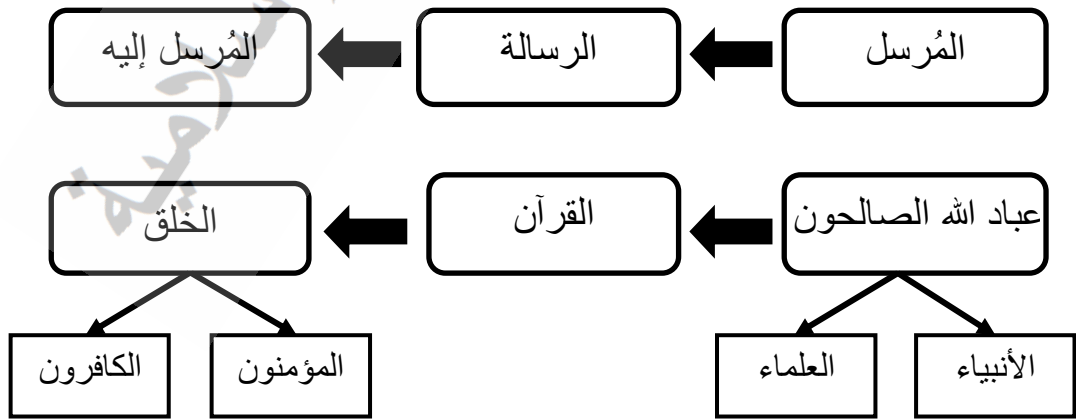 المُرسل
الرسالة
المُرسل إليه
عباد الله الصالحون
القرآن
الخلق
الأنبياء
العلماء
المؤمنون
الكافرون